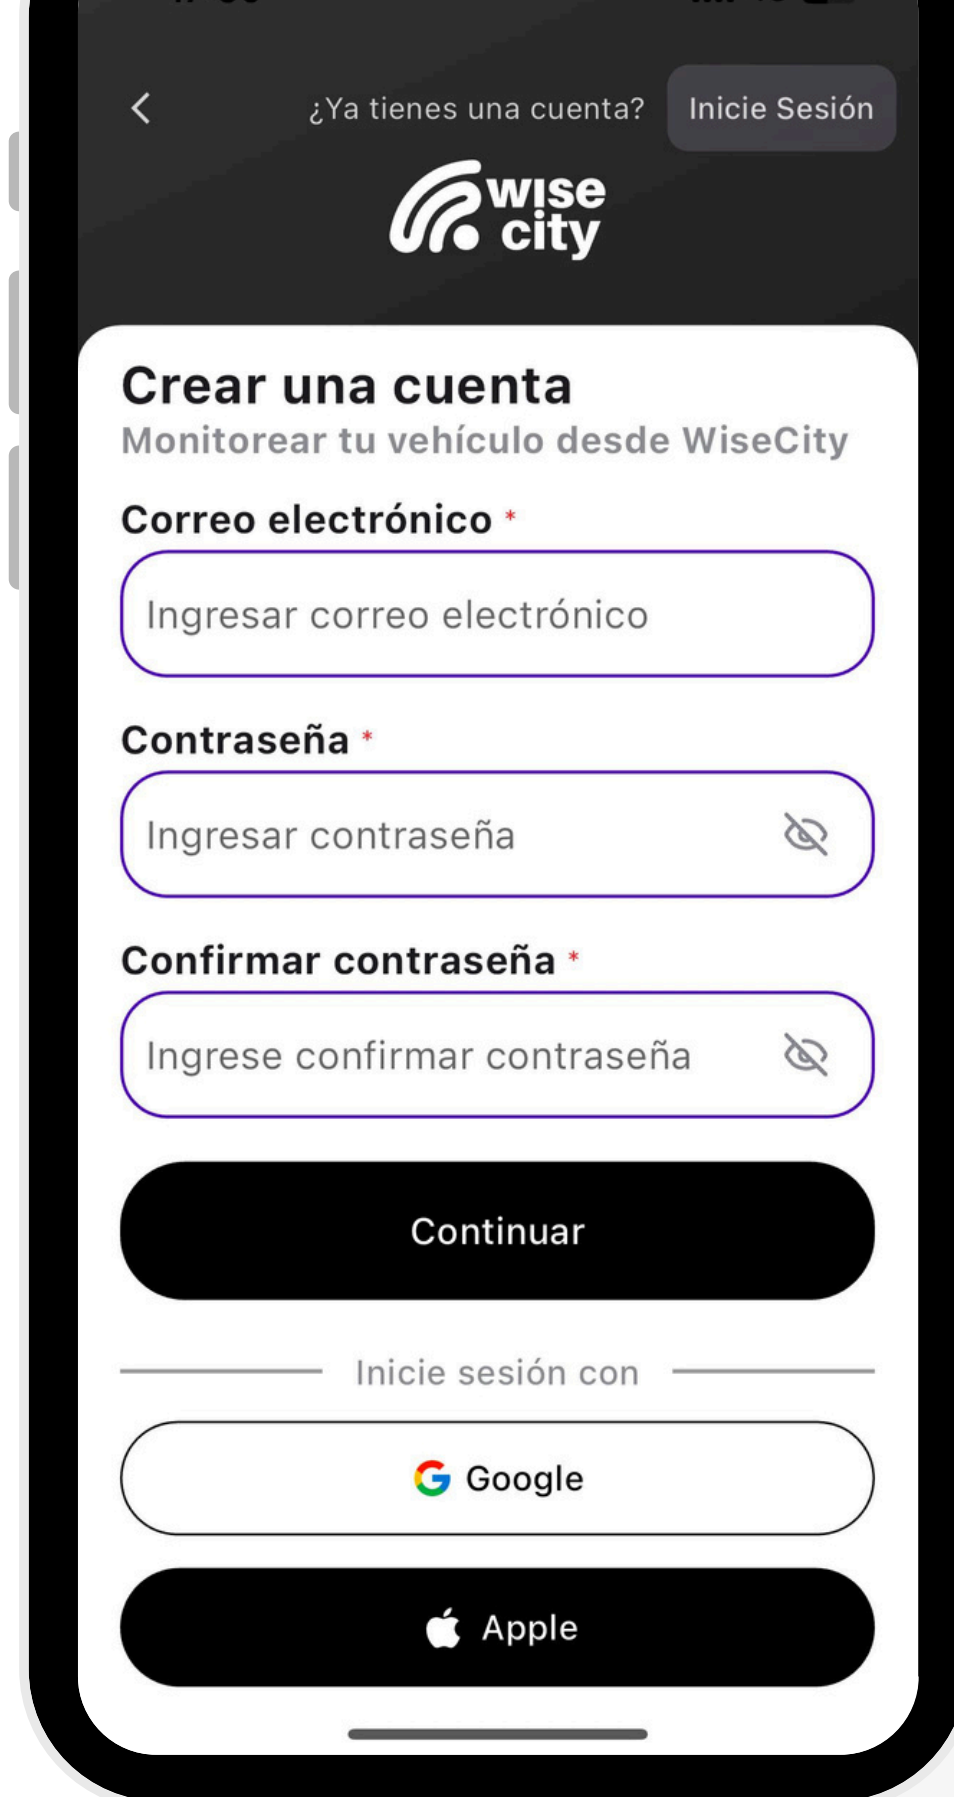 ¿Ya tienes una cuenta? Inicie Sesión
wise
city
Crear una cuenta
Monitorear tu vehículo desde WiseCity
Correo electrónico *
Ingresar correo electrónico
Contraseña *
Ingresar contraseña
Confirmar contraseña *
Ingrese confirmar contraseña
Continuar
Inicie sesión con
Google
Apple